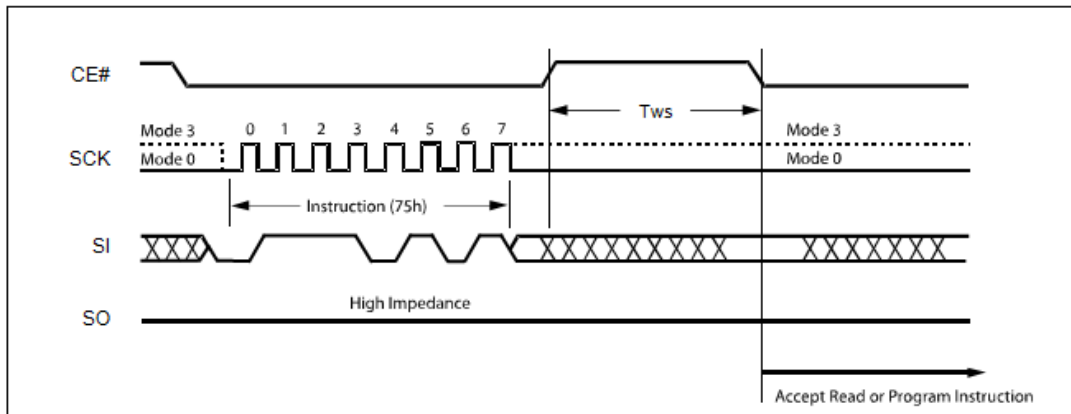 CE#
Tws
Mode 3 0 1 2 3 4 5 6 7 Mode 3
SCK
Mode 0 Mode 0
Instruction (75h)
SI
High Impedance
SO
Accept Read or Program Instruction